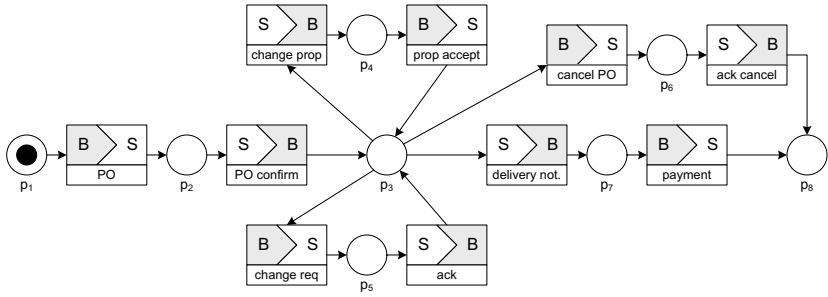 S B
change prop
p4
B S
prop accept
B S
cancel PO
p6
S B
ack cancel
p1
B S
PO
p2
S B
PO confirm
p3
S B
delivery not.
p7
B S
payment
p8
B S
change req
p5
S B
ack